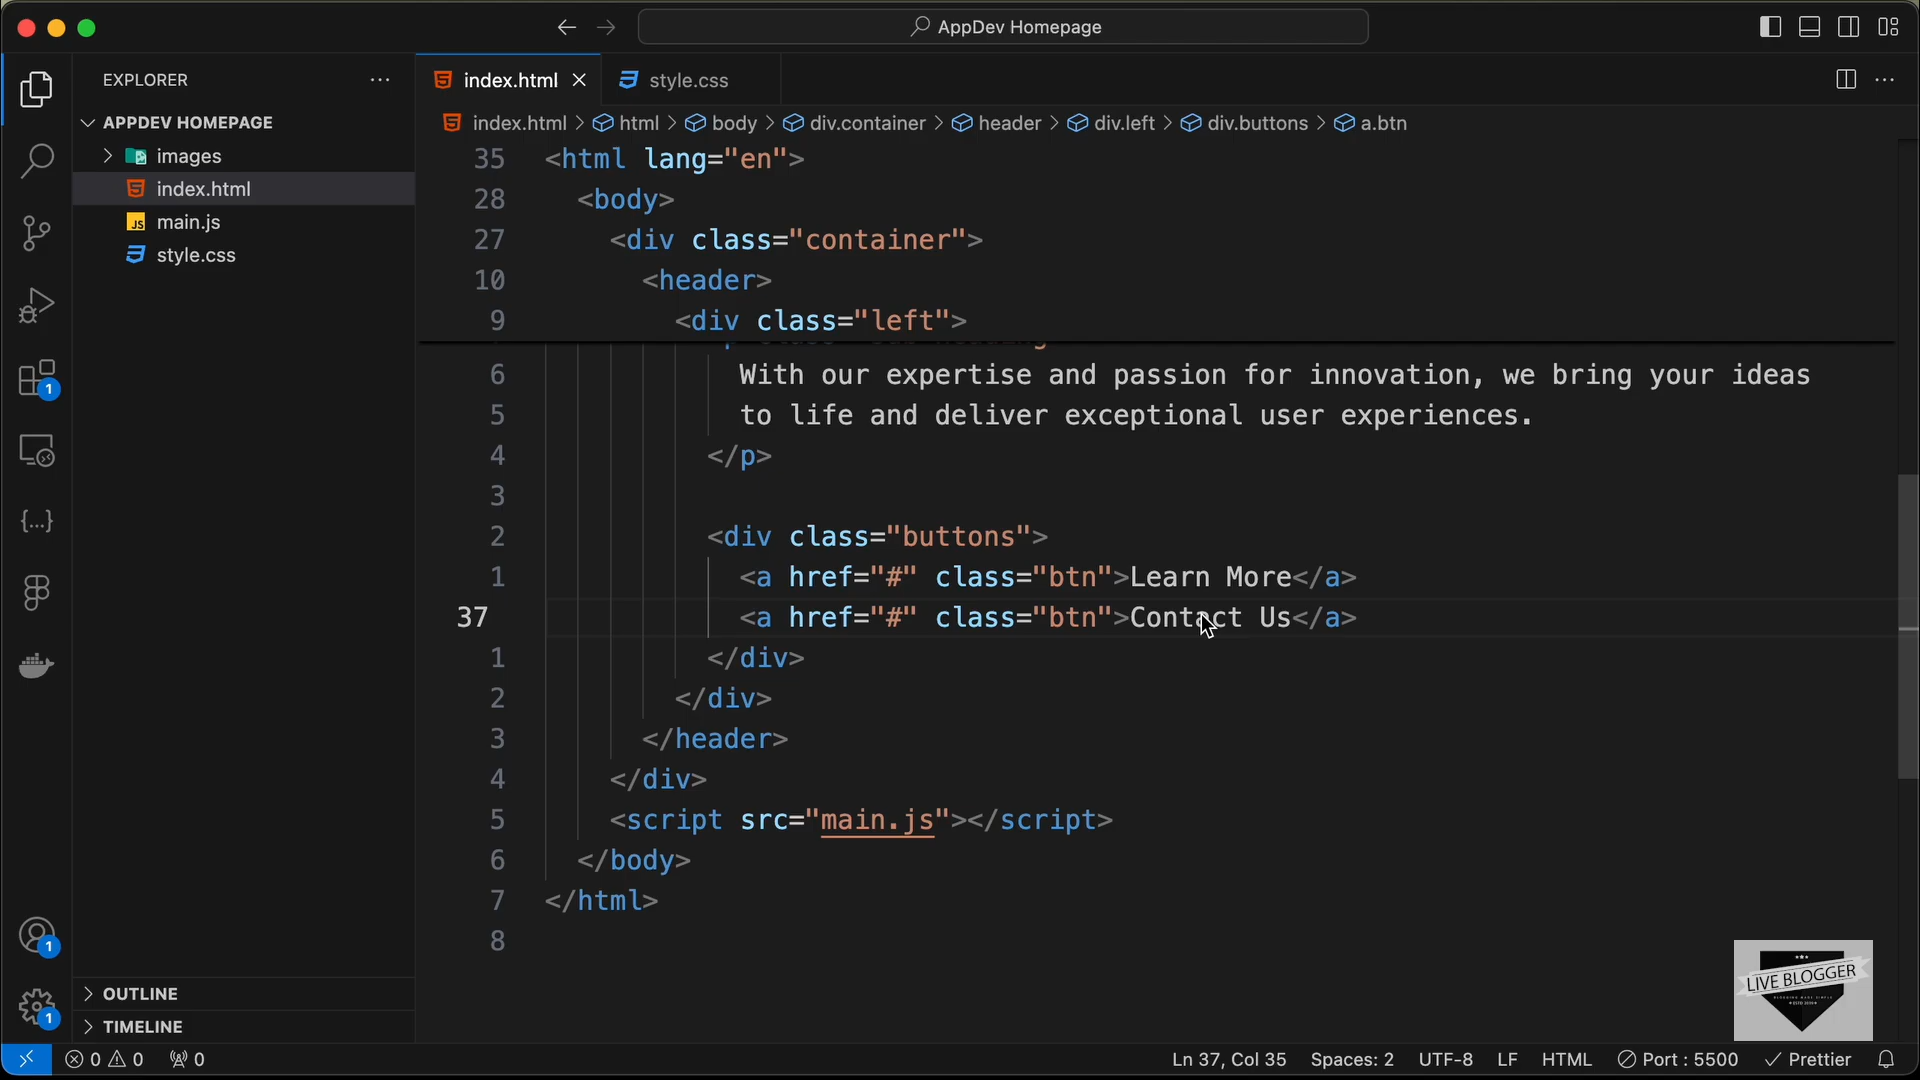 AppDev Homepage
EXPLORER
APPDEV HOMEPAGE
images
index.html
main.js
style.css
OUTLINE
TIMELINE
index.html
style.css
index.html > html > body > div.container > header > div.left > div.buttons > a.btn
35 <html lang="en">
28 <body>
27 <div class="container">
10 <header>
9 <div class="left">
6 With our expertise and passion for innovation, we bring your ideas
5 to life and deliver exceptional user experiences.
4 </p>
3
2 <div class="buttons">
1 <a href="#" class="btn">Learn More</a>
37 <a href="#" class="btn">Contact Us</a>
1 </div>
2 </div>
3 </header>
4 </div>
5 <script src="main.js"></script>
6 </body>
7 </html>
8
1
1
1
LIVE BLOGGER
0 0 0
Ln 37, Col 35 Spaces: 2 UTF-8 LF HTML Port : 5500 Prettier